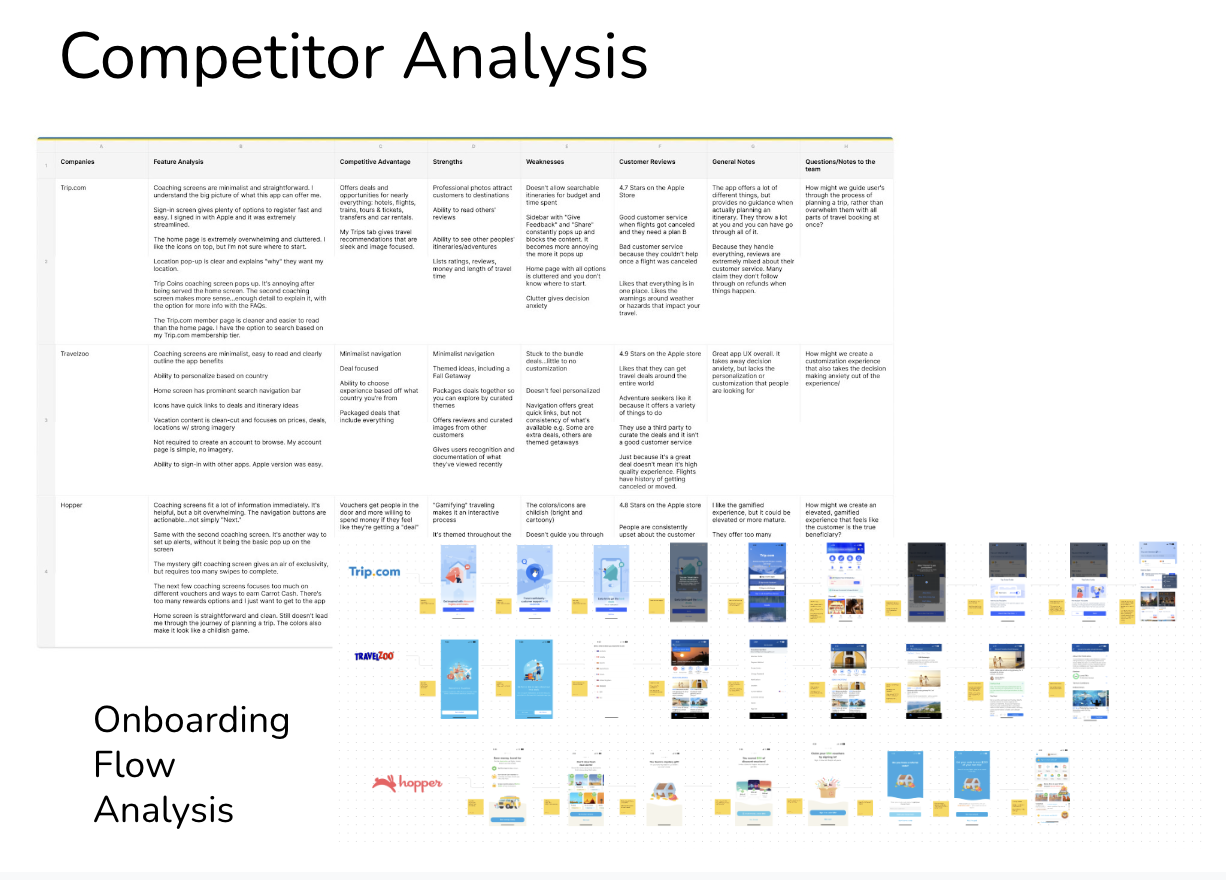 Competitor Analysis
A
B
C
D
E
F
G
H
1
Companies
Feature Analysis
Competitive Advantage
Strengths
Weaknesses
Customer Reviews
General Notes
Questions/Notes to the
team
2
Trip.com
Coaching screens are minimalist and straightforward. I
understand the big picture of what this app can offer me.
Sign-in screen gives plenty of options to register fast and
easy. I signed in with Apple and it was extremely
streamlined.
The home page is extremely overwhelming and cluttered. I
like the icons on top, but I'm not sure where to start.
Location pop-up is clear and explains "why" they want my
location.
Trip Coins coaching screen pops up. It's annoying after
being served the home screen. The second coaching
screen makes more sense...enough detail to explain it, with
the option for more info with the FAQs.
The Trip.com member page is cleaner and easier to read
than the home page. I have the option to search based on
my Trip.com membership tier.
Offers deals and
opportunities for nearly
everything: hotels, flights,
trains, tours & tickets,
transfers and car rentals.
My Trips tab gives travel
recommendations that are
sleek and image focused.
Professional photos attract
customers to destinations
Ability to read others'
reviews
Ability to see other peoples'
itineraries/adventures
Lists ratings, reviews,
money and length of travel
time
Doesn't allow searchable
itineraries for budget and
time spent
Sidebar with "Give
Feedback" and "Share"
constantly pops up and
blocks the content. It
becomes more annoying
the more it pops up
Home page with all options
is cluttered and you don't
know where to start.
Clutter gives decision
anxiety
4.7 Stars on the Apple
Store
Good customer service
when flights got canceled
and they need a plan B
Bad customer service
because they couldn't help
once a flight was canceled
Likes that everything is in
one place. Likes the
warnings around weather
or hazards that impact your
travel.
The app offers a lot of
different things, but
provides no guidance when
actually planning an
itinerary. They throw a lot
at you and you can have go
through all of it.
Because they handle
everything, reviews are
extremely mixed about their
customer service. Many
claim they don't follow
through on refunds when
things happen.
How might we guide user's
through the process of
planning a trip, rather than
overwhelm them with all
parts of travel booking at
once?
3
Travelzoo
Coaching screens are minimalist, easy to read and clearly
outline the app benefits
Ability to personalize based on country
Home screen has prominent search navigation bar
Icons have quick links to deals and itinerary ideas
Vacation content is clean-cut and focuses on prices, deals,
locations w/ strong imagery
Not required to create an account to browse. My account
page is simple, no imagery.
Ability to sign-in with other apps. Apple version was easy.
Minimalist navigation
Deal focused
Ability to choose
experience based off what
country you're from
Packaged deals that
include everything
Minimalist navigation
Themed ideas, including a
Fall Getaway
Packages deals together so
you can explore by curated
themes
Offers reviews and curated
images from other
customers
Gives users recognition and
documentation of what
they've viewed recently
Stuck to the bundle
deals...little to no
customization
Doesn't feel personalized
Navigation offers great
quick links, but not
consistency of what's
available e.g. Some are
extra deals, others are
themed getaways
4.9 Stars on the Apple store
Likes that they can get
travel deals around the
entire world
Adventure seekers like it
because it offers a variety
of things to do
They use a third party to
curate the deals and it isn't
a good customer service
Just because it's a great
deal doesn't mean it's high
quality experience. Flights
have history of getting
canceled or moved.
Great app UX overall. It
takes away decision
anxiety, but lacks the
personalization or
customization that people
are looking for
How might we create a
customization experience
that also takes the decision
making anxiety out of the
experience/
4
Hopper
Coaching screens fit a lot of information immediately. It's
helpful, but a bit overwhelming. The navigation buttons are
actionable...not simply "Next."
Same with the second coaching screen. It's another way to
set up alerts, without it being the basic pop up on the
screen
The mystery gift coaching screen gives an air of exclusivity,
but requires too many swipes to complete.
The next few coaching screens focuses too much on
different vouchers and ways to earn Carrot Cash. There's
too many rewards options and I just want to get to the app
Home screen is straightforward and clean. Still doesn't lead
me through the journey of planning a trip. The colors also
make it look like a childish game.
Vouchers get people in the
door and more willing to
spend money if they feel
like they're getting a "deal"
"Gamifying" traveling
makes it an interactive
process
It's themed throughout the
The colors/icons are
childish (bright and
cartoony)
Doesn't guide you through
4.8 Stars on the Apple store
People are consistently
upset about the customer
I like the gamified
experience, but it could be
elevated or more mature.
They offer too many
How might we create an
elevated, gamified
experience that feels like
the customer is the true
beneficiary?
Trip.com
Trip.com
TRAVELZOO
hopper
Onboarding
Flow
Analysis